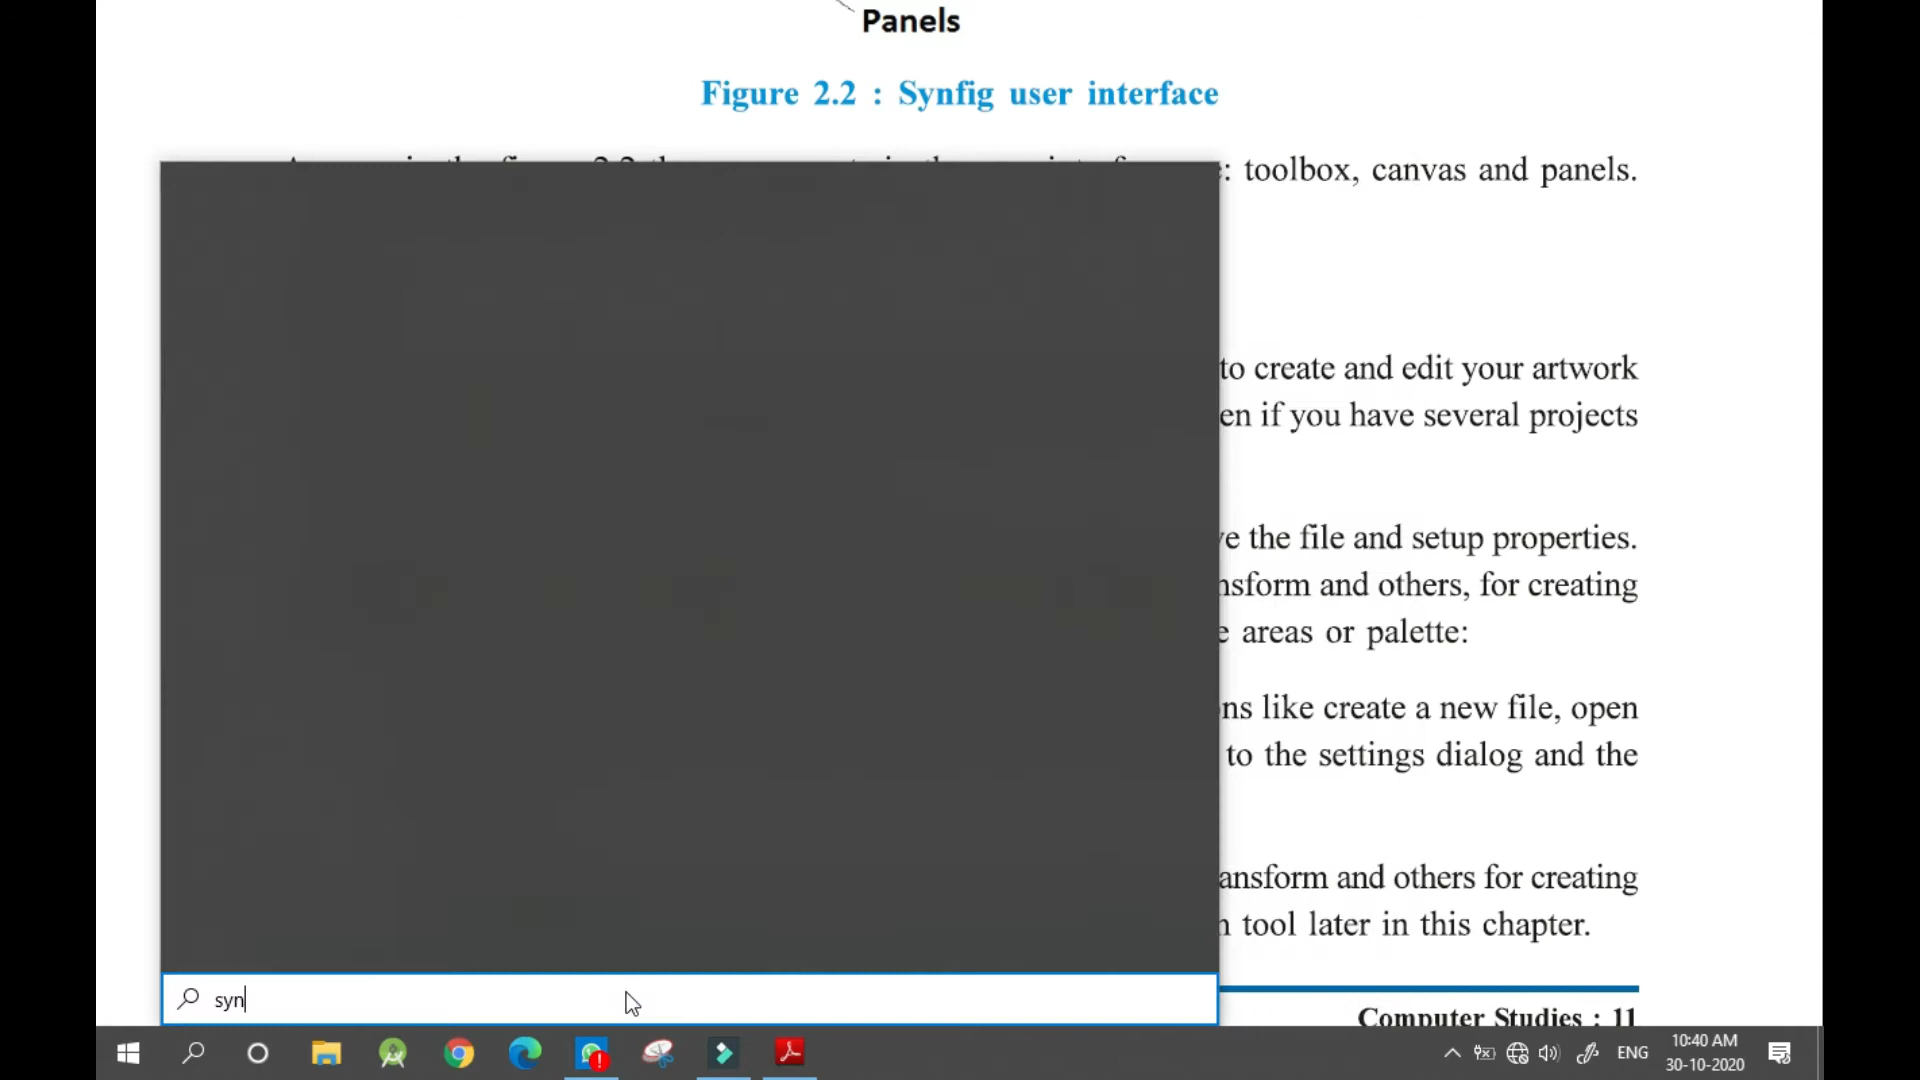 Panels
Figure 2.2 : Synfig user interface
: toolbox, canvas and panels.
to create and edit your artwork
en if you have several projects
e the file and setup properties.
nsform and others, for creating
e areas or palette:
ns like create a new file, open
to the settings dialog and the
ansform and others for creating
n tool later in this chapter.
syn
Computer Studies : 11
ENG
10:40 AM
30-10-2020